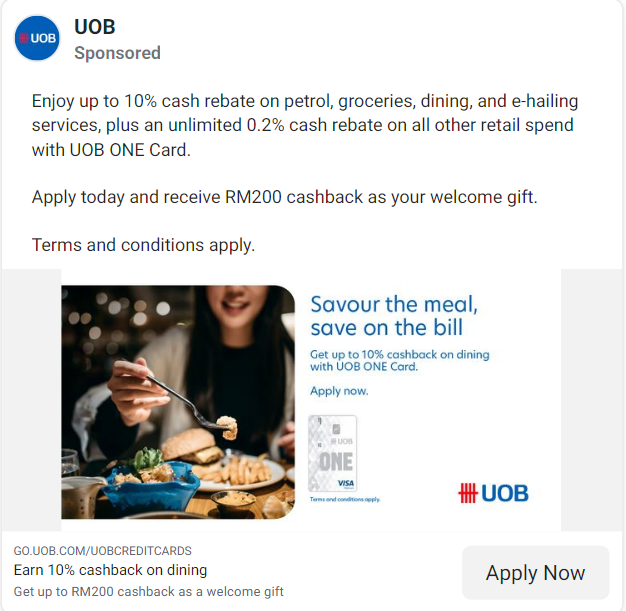 UOB
UOB
Sponsored
Enjoy up to 10% cash rebate on petrol, groceries, dining, and e-hailing
services, plus an unlimited 0.2% cash rebate on all other retail spend
with UOB ONE Card.
Apply today and receive RM200 cashback as your welcome gift.
Terms and conditions apply.
Savour the meal,
save on the bill
Get up to 10% cashback on dining
with UOB ONE Card.
Apply now.
UOB
ONE
VISA
Terms and conditions apply.
UOB
GO.UOB.COM/UOBCREDITCARDS
Earn 10% cashback on dining
Get up to RM200 cashback as a welcome gift
Apply Now